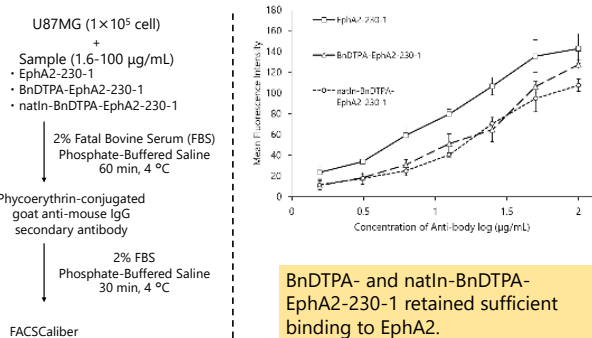 U87MG (1×10⁵ cell)
+
Sample (1.6-100 μg/mL)
・EphA2-230-1
・BnDTPA-EphA2-230-1
・natIn-BnDTPA-EphA2-230-1
2% Fatal Bovine Serum (FBS)
Phosphate-Buffered Saline
60 min, 4 ºC
Phycoerythrin-conjugated
goat anti-mouse IgG
secondary antibody
2% FBS
Phosphate-Buffered Saline
30 min, 4 ºC
FACSCaliber
Mean Fluorescence Intensity
180
160
140
120
100
80
60
40
20
0
EphA2-230-1
BnDTPA-EphA2-230-1
natIn-BnDTPA-
EphA2-230-1
0 0.5 1 1.5 2
Concentration of Anti-body log (μg/mL)
BnDTPA- and natIn-BnDTPA-
EphA2-230-1 retained sufficient
binding to EphA2.